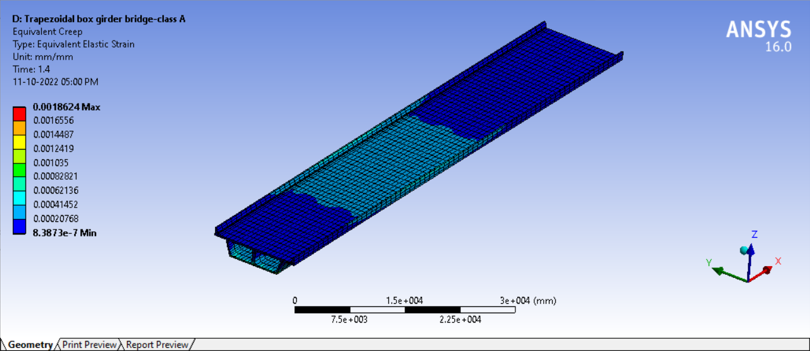 D: Trapezoidal box girder bridge-class A
Equivalent Creep
Type: Equivalent Elastic Strain
Unit: mm/mm
Time: 1.4
11-10-2022 05:00 PM
ANSYS
16.0
0.0018624 Max
0.0016556
0.0014487
0.0012419
0.001035
0.00082821
0.00062136
0.00041452
0.00020768
8.3873e-7 Min
Z
Y
X
0 1.5e+004 3e+004 (mm)
7.5e+003 2.25e+004
Geometry Print Preview Report Preview